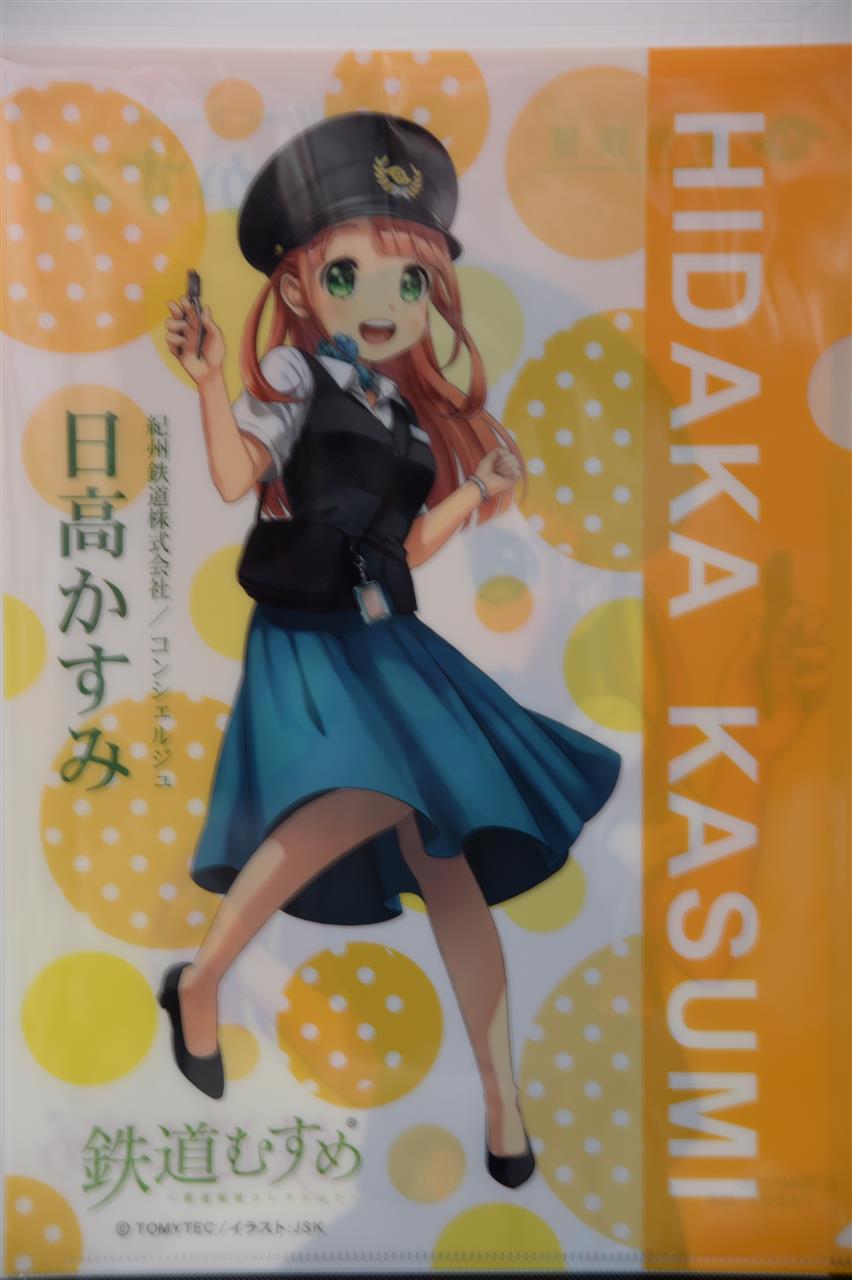 HIDAKA KASUMI
紀州鉄道株式会社／コンシェルジュ
日高かすみ
鉄道むすめ®
© TOMYTEC / イラスト:JSK